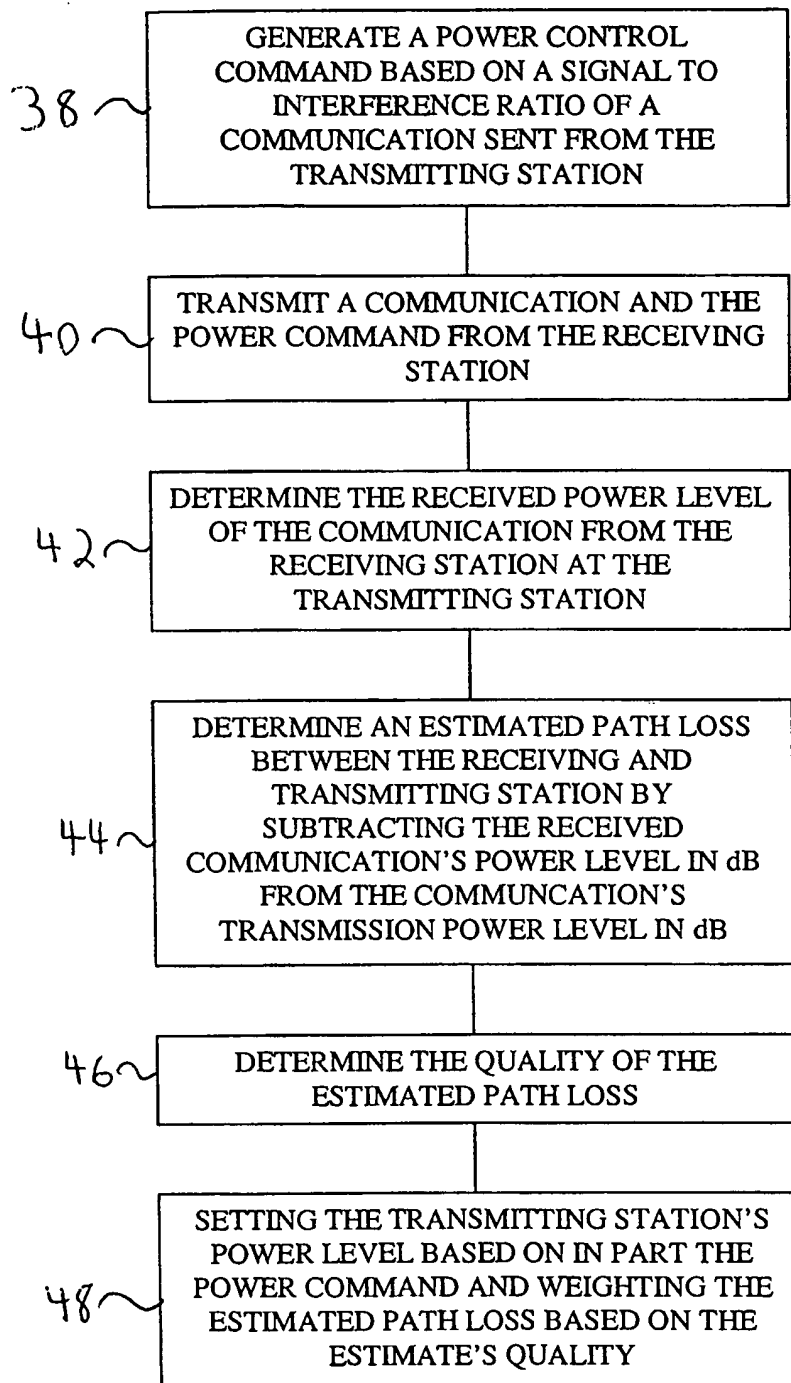 GENERATE A POWER CONTROL
COMMAND BASED ON A SIGNAL TO
INTERFERENCE RATIO OF A
COMMUNICATION SENT FROM THE
TRANSMITTING STATION
38
TRANSMIT A COMMUNICATION AND THE
POWER COMMAND FROM THE RECEIVING
STATION
40
DETERMINE THE RECEIVED POWER LEVEL
OF THE COMMUNICATION FROM THE
RECEIVING STATION AT THE
TRANSMITTING STATION
42
DETERMINE AN ESTIMATED PATH LOSS
BETWEEN THE RECEIVING AND
TRANSMITTING STATION BY
SUBTRACTING THE RECEIVED
COMMUNICATION'S POWER LEVEL IN dB
FROM THE COMMUNCATION'S
TRANSMISSION POWER LEVEL IN dB
44
DETERMINE THE QUALITY OF THE
ESTIMATED PATH LOSS
46
SETTING THE TRANSMITTING STATION'S
POWER LEVEL BASED ON IN PART THE
POWER COMMAND AND WEIGHTING THE
ESTIMATED PATH LOSS BASED ON THE
ESTIMATE'S QUALITY
48